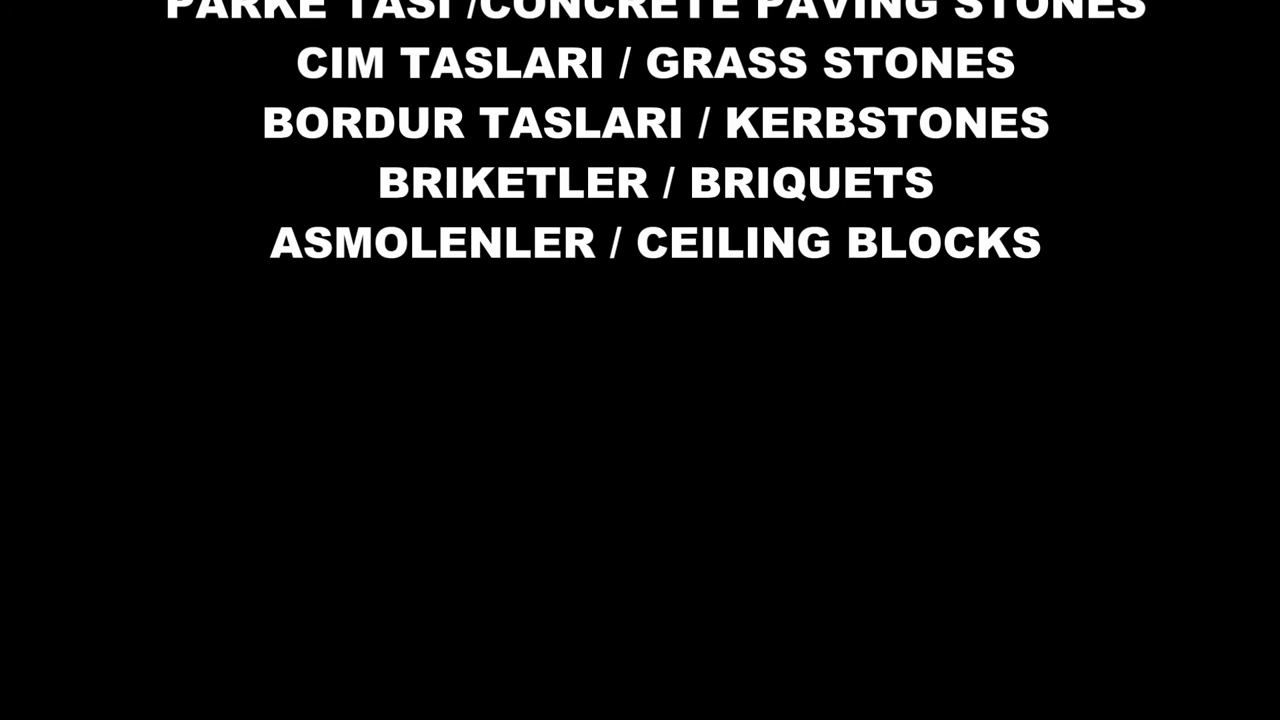 PARKE TASI /CONCRETE PAVING STONES
CIM TASLARI / GRASS STONES
BORDUR TASLARI / KERBSTONES
BRIKETLER / BRIQUETS
ASMOLENLER / CEILING BLOCKS